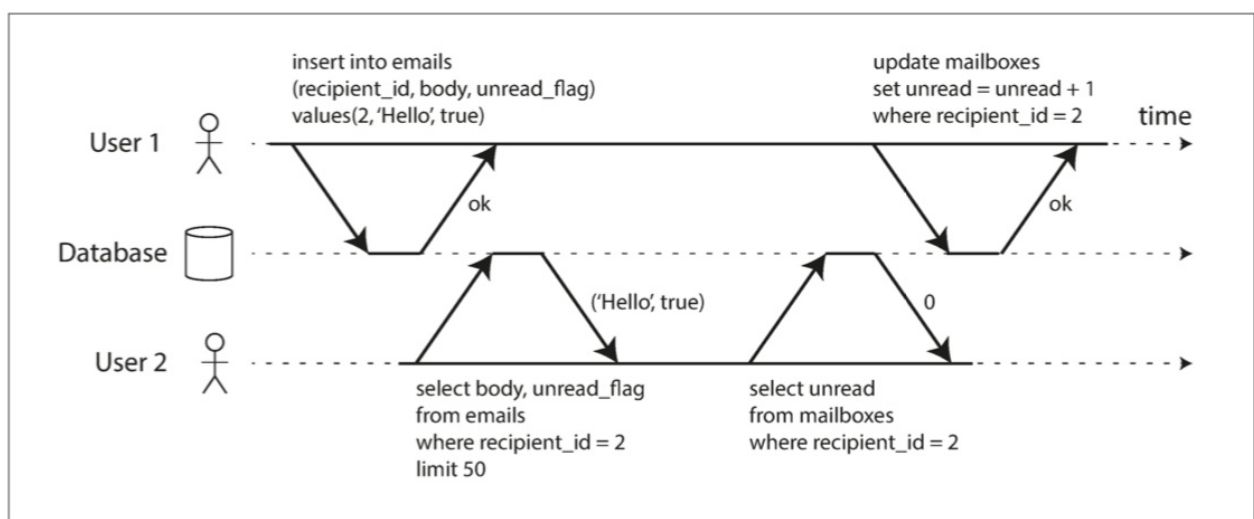 insert into emails
(recipient_id, body, unread_flag)
values(2, ‘Hello’, true)
update mailboxes
set unread = unread + 1
where recipient_id = 2
time
User 1
ok
ok
Database
(‘Hello’, true)
0
User 2
select body, unread_flag
from emails
where recipient_id = 2
limit 50
select unread
from mailboxes
where recipient_id = 2